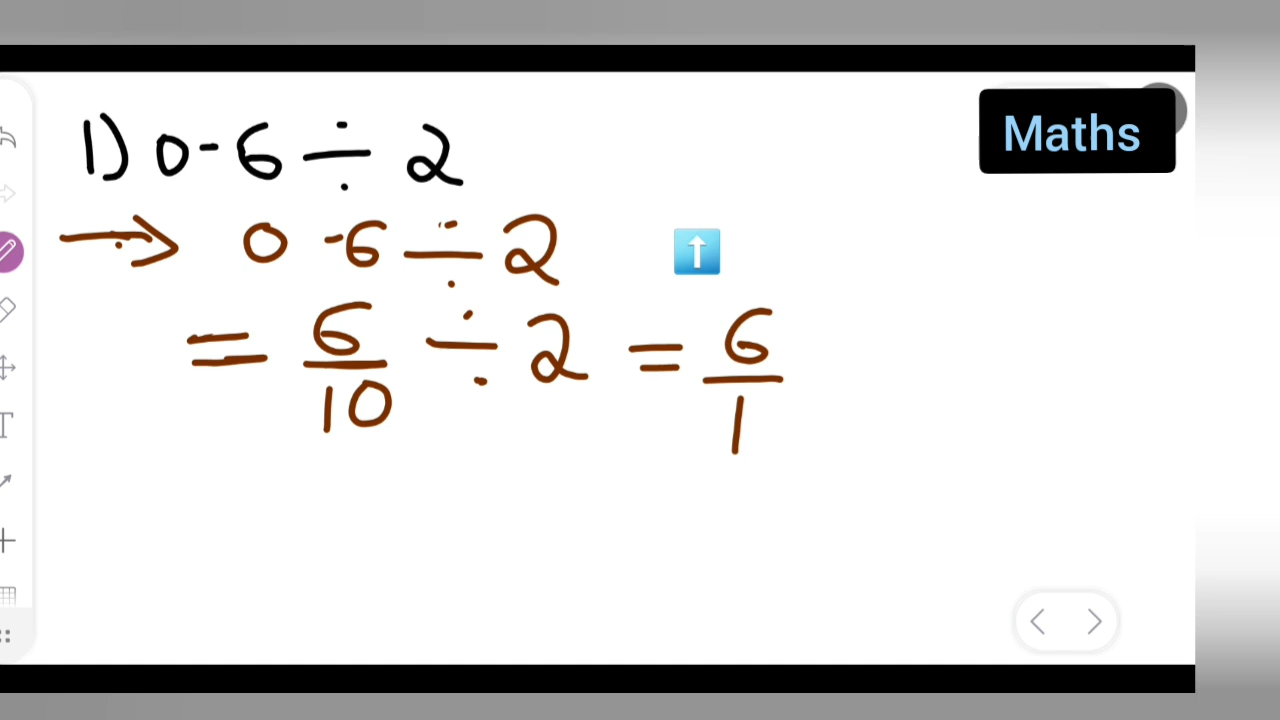 Maths
1) 0.6 ÷ 2
→ 0.6 ÷ 2
= 6/10 ÷ 2 = 6/1
T